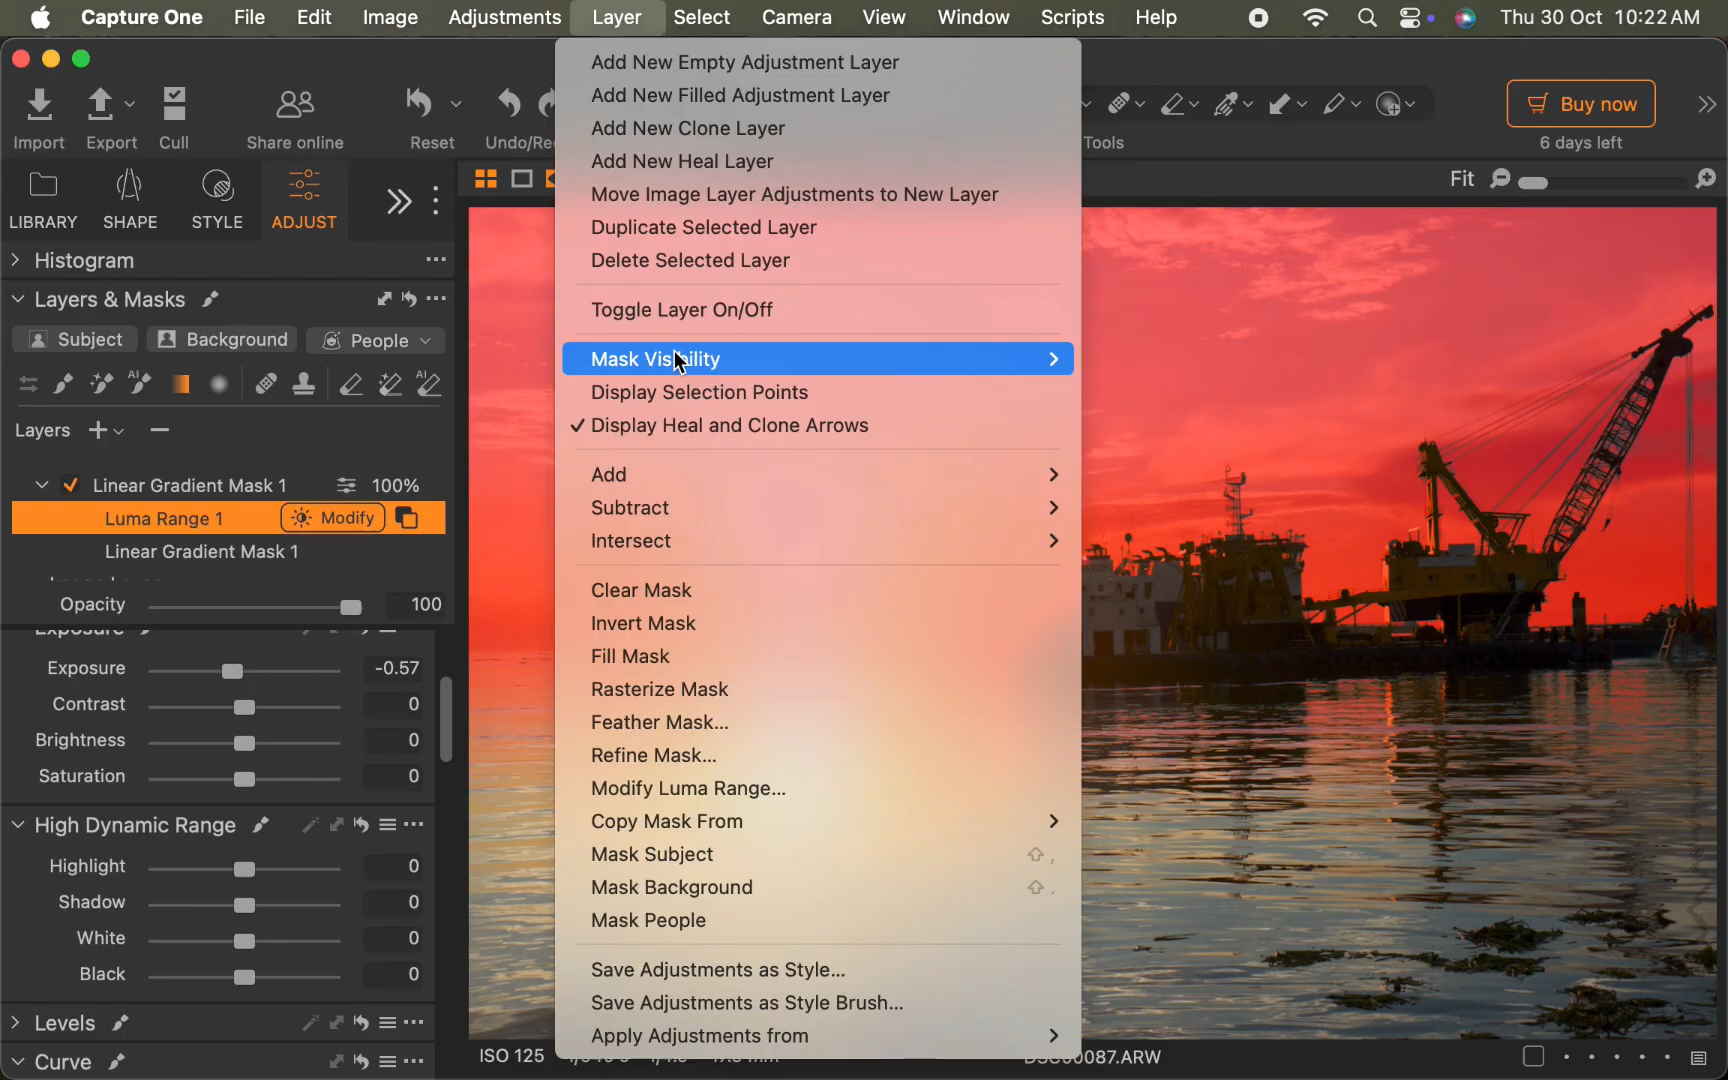 Capture One File Edit Image Adjustments Layer Select Camera View Window Scripts Help Thu 30 Oct 10:22 AM
Import Export Cull Share online Reset Undo/Re Tools
Buy now
6 days left
LIBRARY SHAPE STYLE ADJUST
Fit
Histogram
Layers & Masks
Subject Background People
AI AI
Layers
Linear Gradient Mask 1 100%
Luma Range 1 Modify
Linear Gradient Mask 1
Opacity 100
Exposure
Exposure -0.57
Contrast 0
Brightness 0
Saturation 0
High Dynamic Range
Highlight 0
Shadow 0
White 0
Black 0
Levels
Curve
Add New Empty Adjustment Layer
Add New Filled Adjustment Layer
Add New Clone Layer
Add New Heal Layer
Move Image Layer Adjustments to New Layer
Duplicate Selected Layer
Delete Selected Layer
Toggle Layer On/Off
Mask Visibility
Display Selection Points
✓ Display Heal and Clone Arrows
Add
Subtract
Intersect
Clear Mask
Invert Mask
Fill Mask
Rasterize Mask
Feather Mask...
Refine Mask...
Modify Luma Range...
Copy Mask From
Mask Subject ⇧ ,
Mask Background ⇧ .
Mask People
Save Adjustments as Style...
Save Adjustments as Style Brush...
Apply Adjustments from
ISO 125